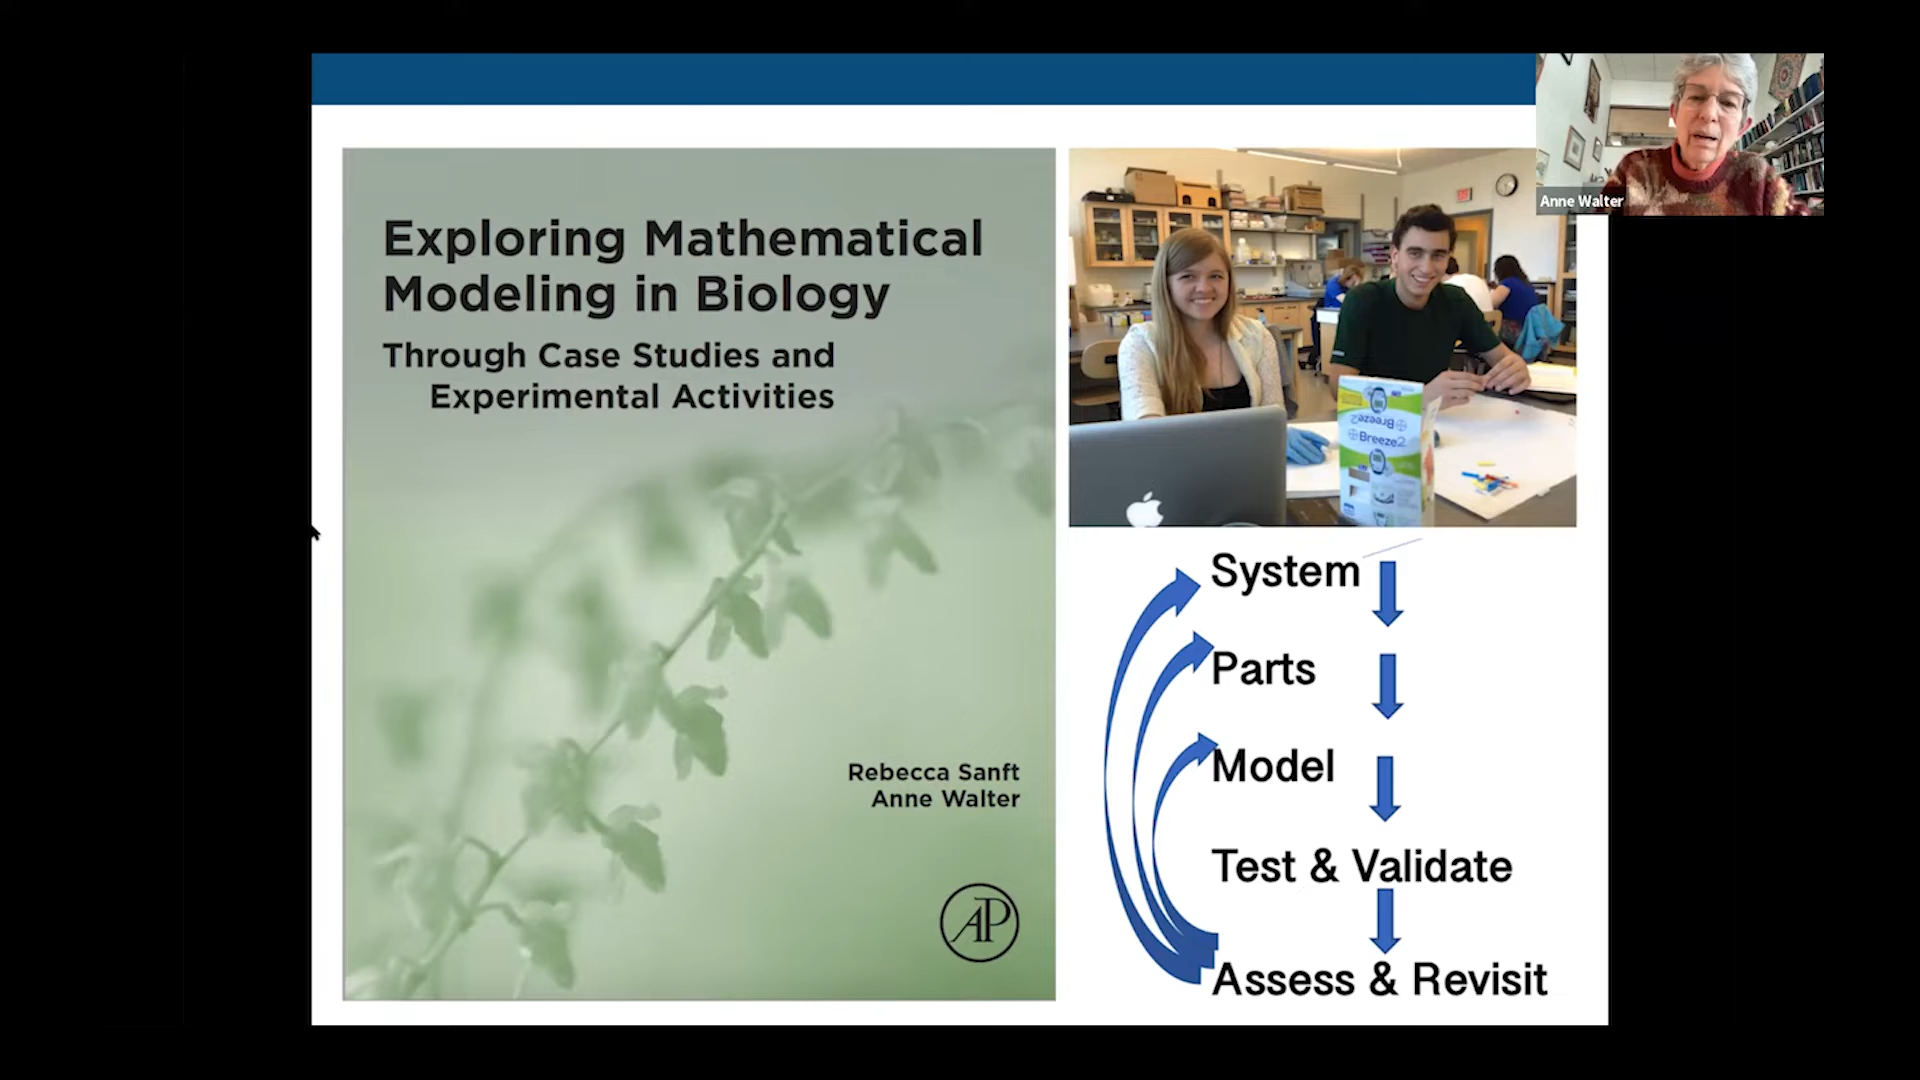 Exploring Mathematical
Modeling in Biology
Through Case Studies and
Experimental Activities
Rebecca Sanft
Anne Walter
AP
Breeze2
Breeze2
System
Parts
Model
Test & Validate
Assess & Revisit
Anne Walter